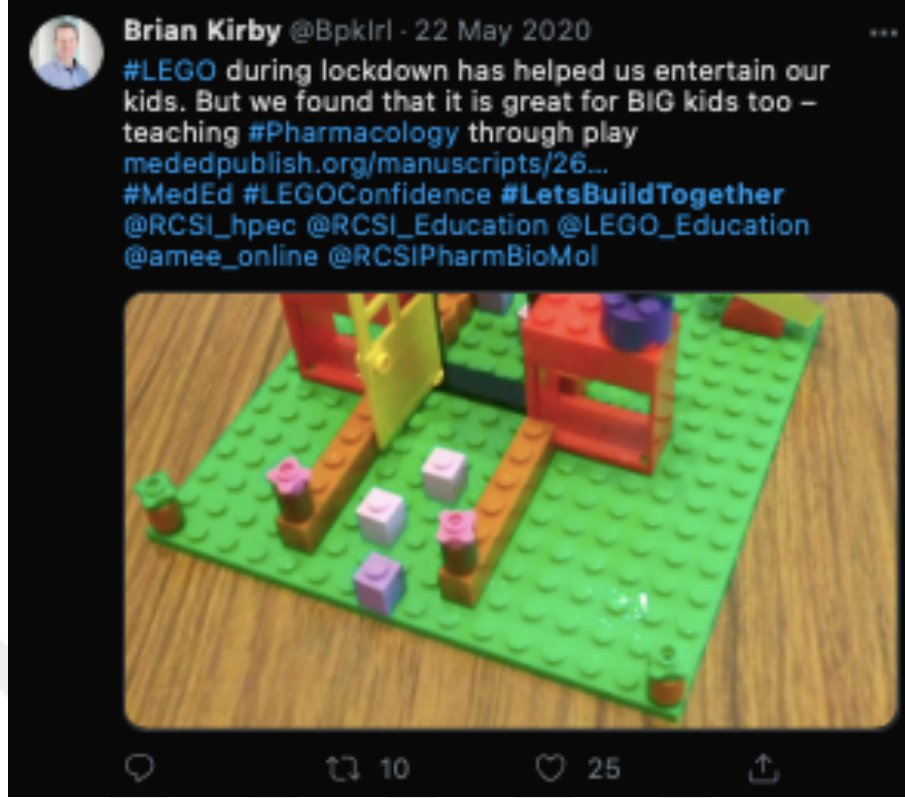 Brian Kirby @BpkIrl · 22 May 2020
#LEGO during lockdown has helped us entertain our
kids. But we found that it is great for BIG kids too –
teaching #Pharmacology through play
mededpublish.org/manuscripts/26...
#MedEd #LEGOConfidence #LetsBuildTogether
@RCSI_hpec @RCSI_Education @LEGO_Education
@amee_online @RCSIPharmBioMol
10 25